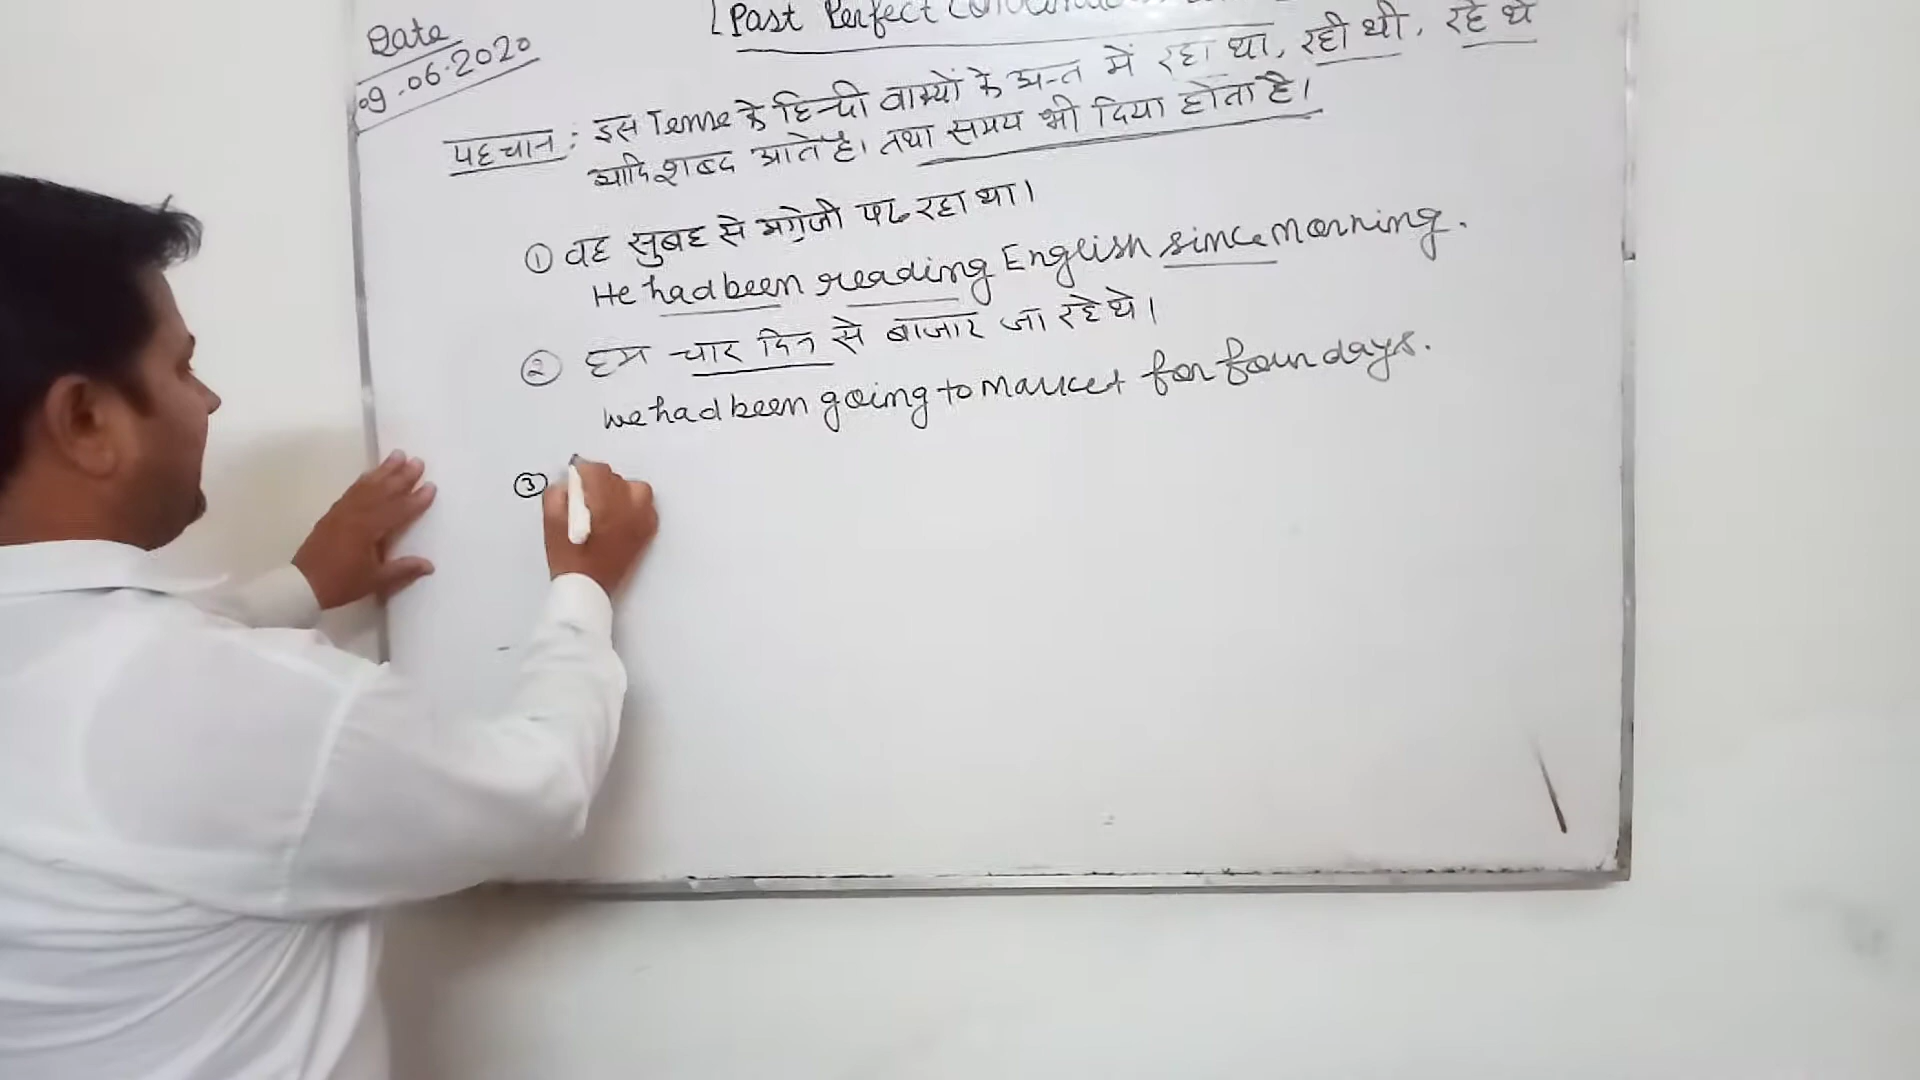 Date
09.06.2020
[Past Perfect Continuous
पहचान : इस Tense के हिन्दी वाक्यों के अन्त में रहा था, रही थी, रहे थे
आदि शब्द आते है। तथा समय भी दिया होता है।
① वह सुबह से अग्रेजी पढ रहा था।
He had been reading English since Morning.
② हम चार दिन से बाजार जा रहे थे।
we had been going to Market for four days.
③